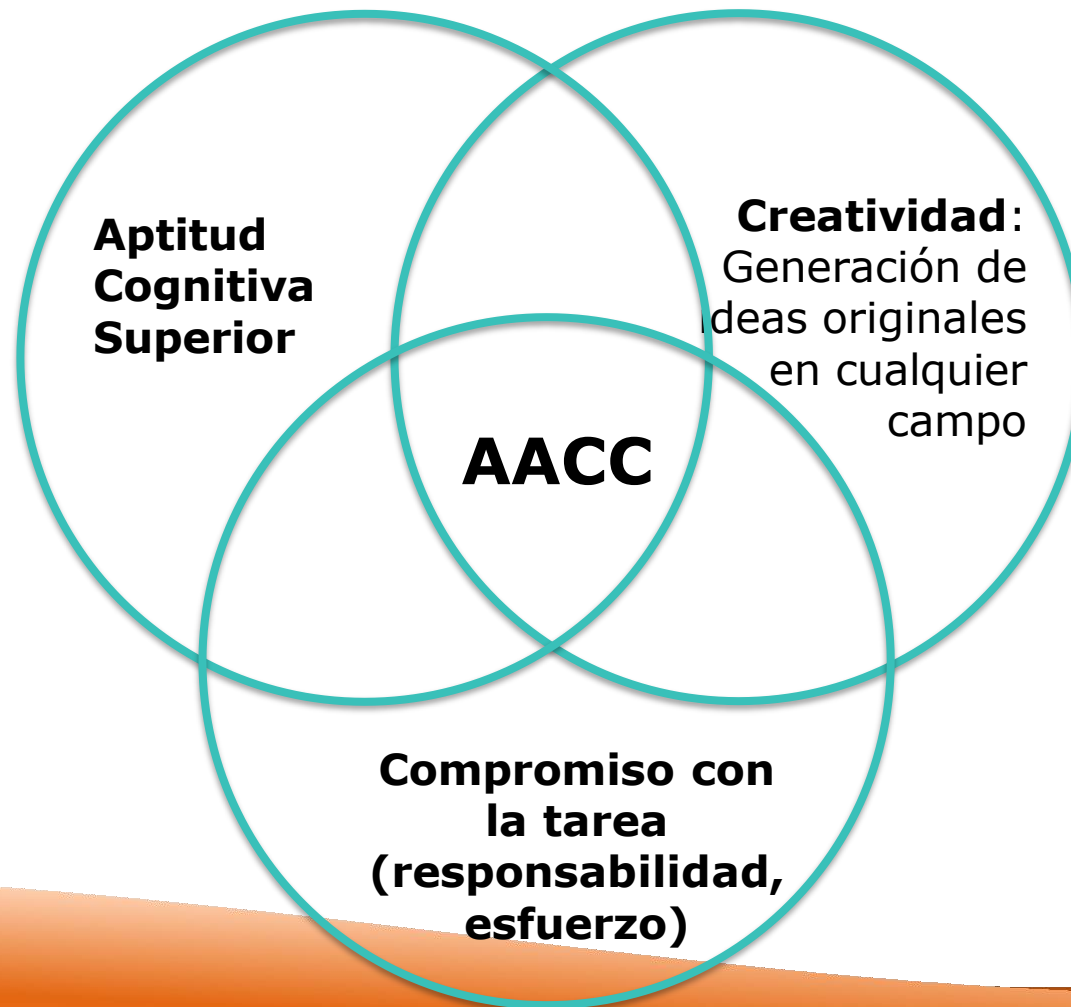 Aptitud
Cognitiva
Superior
Creatividad:
Generación de
ideas originales
en cualquier
campo
AACC
Compromiso con
la tarea
(responsabilidad,
esfuerzo)